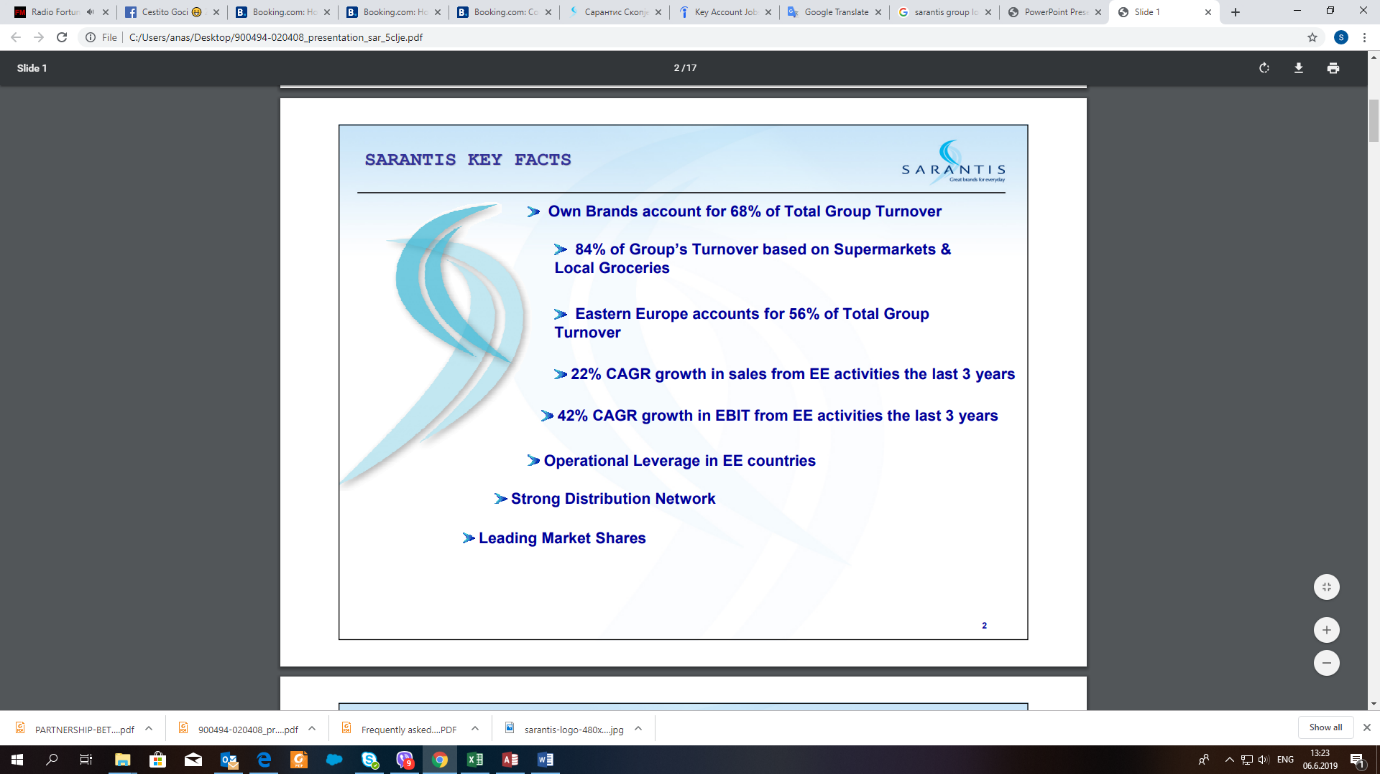 Radio Fortun
Cestito Goci
Booking.com: Ho
Booking.com: Ho
Booking.com: Co
Сарантис Скопј
Key Account Job
Google Translate
sarantis group lo
PowerPoint Prese
Slide 1
File | C:/Users/anas/Desktop/900494-020408_presentation_sar_5clje.pdf
S
Slide 1
2 / 17
SARANTIS KEY FACTS
SARANTIS
Great brands for everyday
Own Brands account for 68% of Total Group Turnover
84% of Group's Turnover based on Supermarkets &
Local Groceries
Eastern Europe accounts for 56% of Total Group
Turnover
22% CAGR growth in sales from EE activities the last 3 years
42% CAGR growth in EBIT from EE activities the last 3 years
Operational Leverage in EE countries
Strong Distribution Network
Leading Market Shares
2
PARTNERSHIP-BET....pdf
900494-020408_pr....pdf
Frequently asked....PDF
sarantis-logo-480x....jpg
Show all
ENG
13:23
06.6.2019